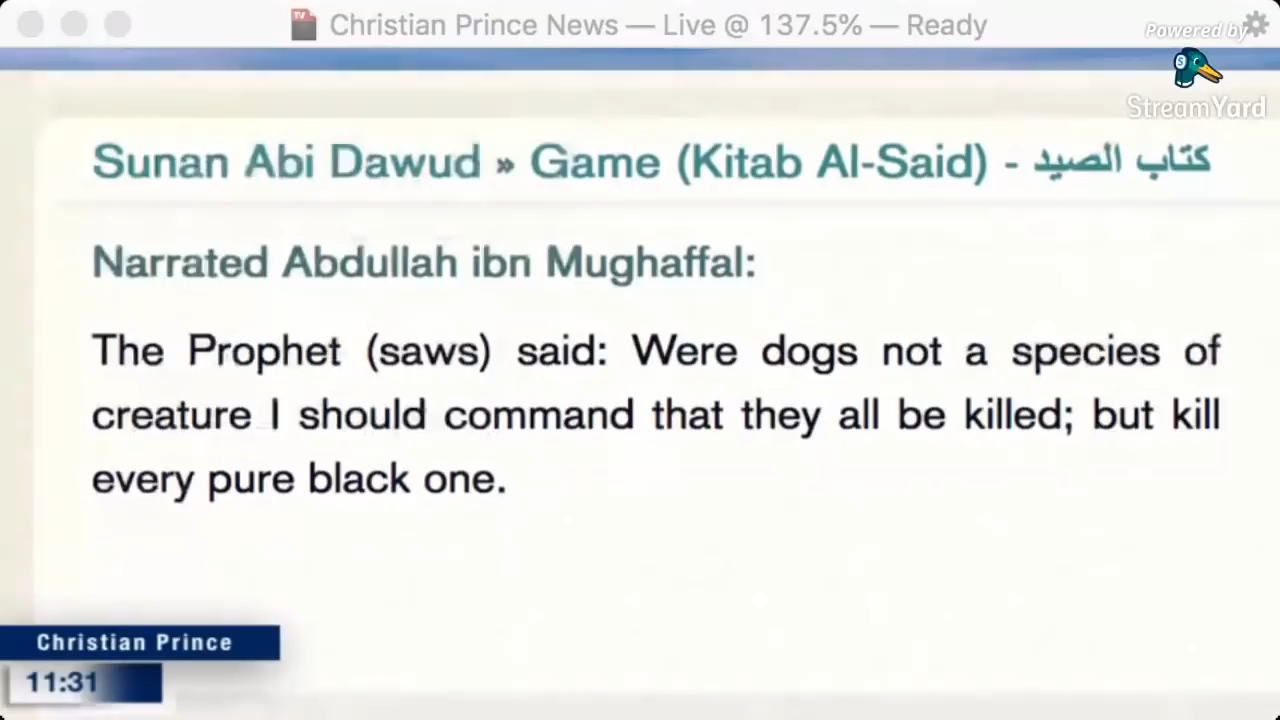 Christian Prince News — Live @ 137.5% — Ready
Powered by
StreamYard
Sunan Abi Dawud » Game (Kitab Al-Said) - كتاب الصيد
Narrated Abdullah ibn Mughaffal:
The Prophet (saws) said: Were dogs not a species of
creature I should command that they all be killed; but kill
every pure black one.
Christian Prince
11:31